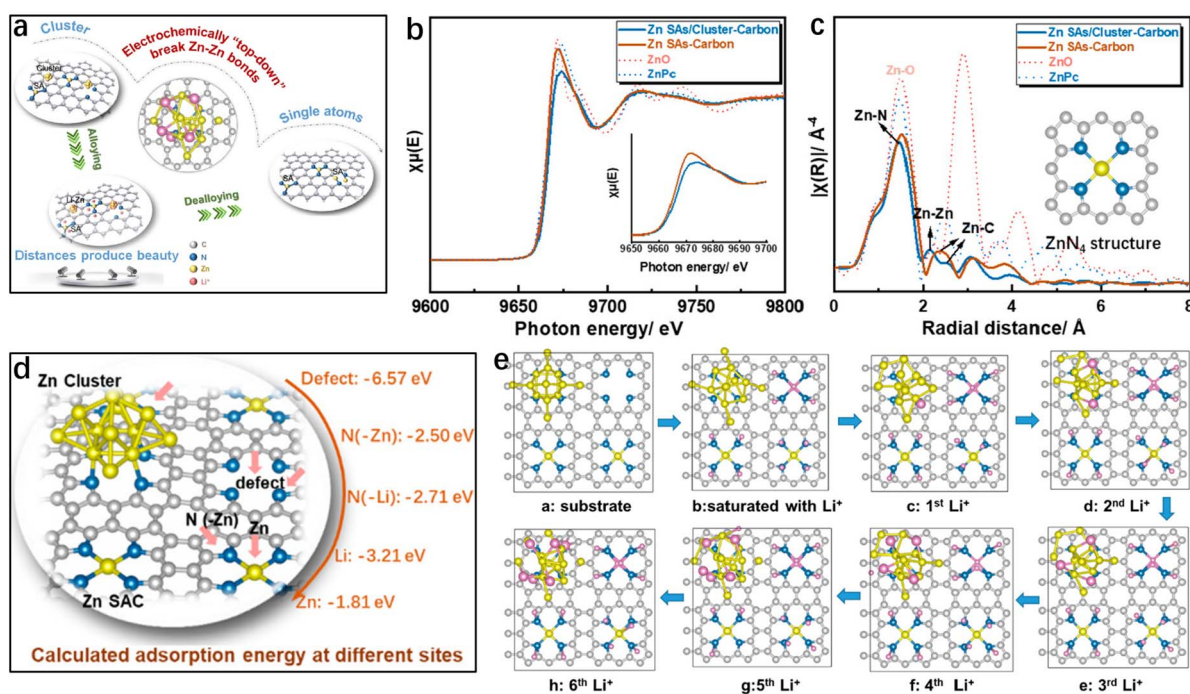 a
Cluster
Electrochemically "top-down"
break Zn-Zn bonds
Cluster
SA
Alloying
Single atoms
SA
SA
Li-Zn
SA
Dealloying
Distances produce beauty
C
N
Zn
Li⁺
b
Zn SAs/Cluster-Carbon
Zn SAs-Carbon
ZnO
ZnPc
χμ(E)
χμ(E)
9650 9660 9670 9680 9690 9700
Photon energy/ eV
9600 9650 9700 9750 9800
Photon energy/ eV
c
Zn SAs/Cluster-Carbon
Zn SAs-Carbon
ZnO
ZnPc
Zn-O
Zn-N
Zn-Zn
Zn-C
ZnN₄ structure
|χ(R)|/ Å⁻⁴
0 2 4 6 8
Radial distance/ Å
d
Zn Cluster
Defect: -6.57 eV
N(-Zn): -2.50 eV
defect
N(-Li): -2.71 eV
N (-Zn)
Zn
Li: -3.21 eV
Zn SAC
Zn: -1.81 eV
Calculated adsorption energy at different sites
e
a: substrate
b:saturated with Li⁺
c: 1ˢᵗ Li⁺
d: 2ⁿᵈ Li⁺
h: 6ᵗʰ Li⁺
g:5ᵗʰ Li⁺
f: 4ᵗʰ Li⁺
e: 3ʳᵈ Li⁺